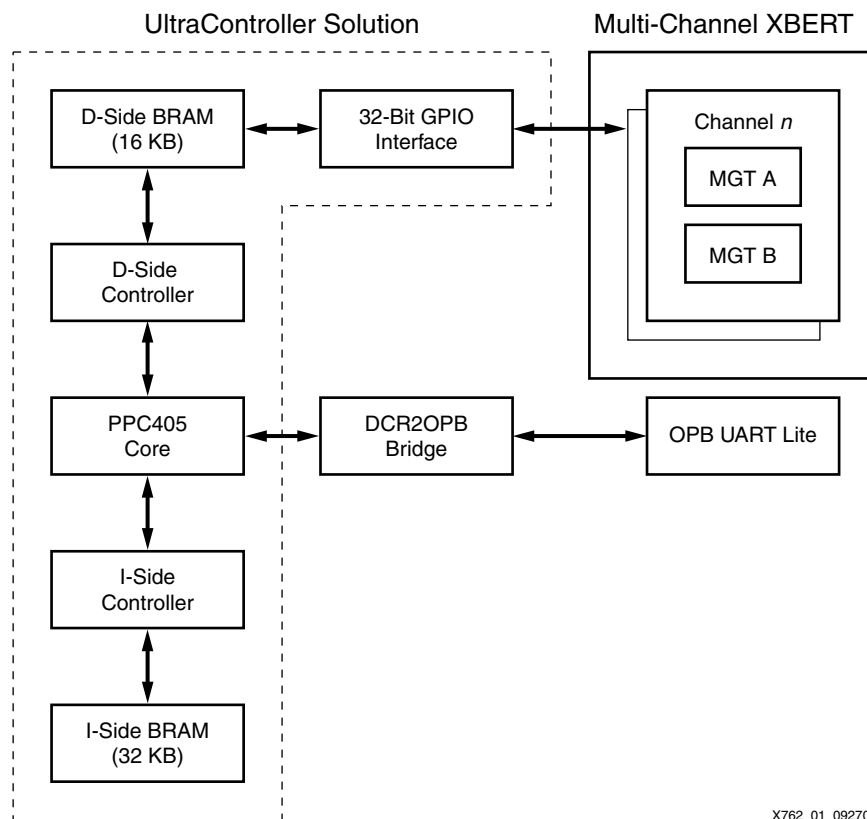 UltraController Solution
Multi-Channel XBERT
D-Side BRAM
(16 KB)
32-Bit GPIO
Interface
Channel n
MGT A
MGT B
D-Side
Controller
PPC405
Core
DCR2OPB
Bridge
OPB UART Lite
I-Side
Controller
I-Side BRAM
(32 KB)
X762_01_09270